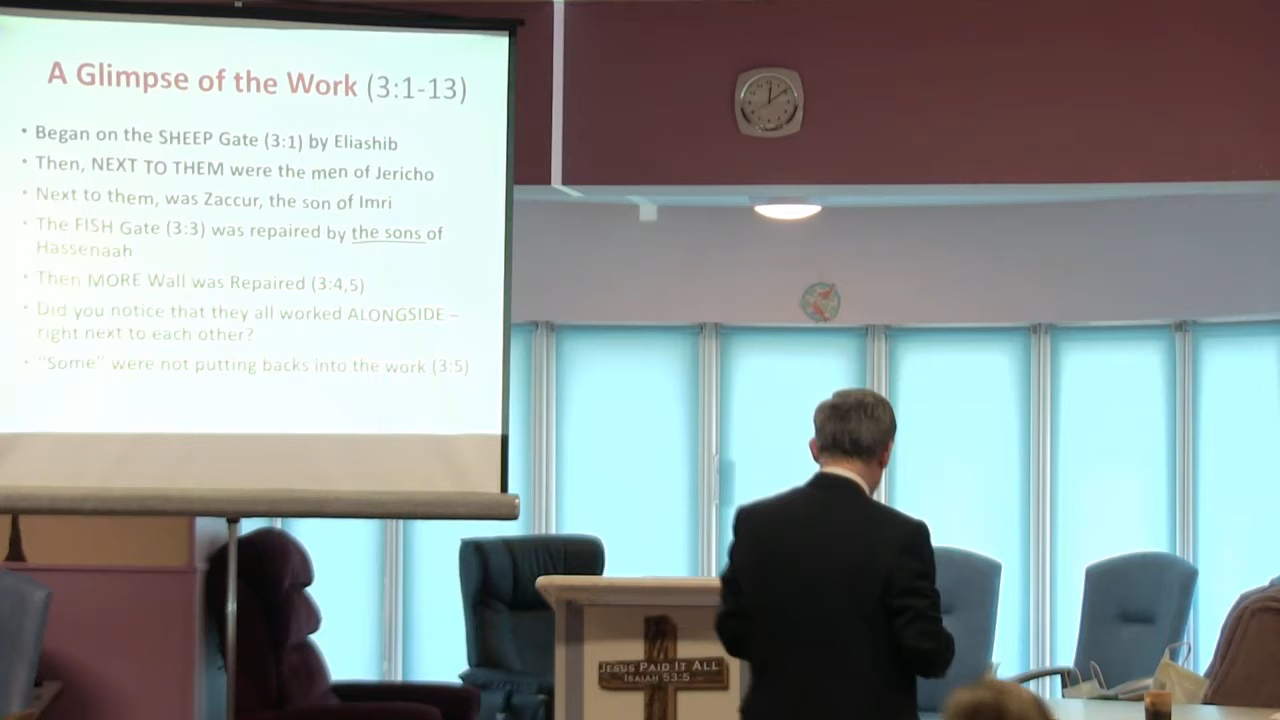 A Glimpse of the Work (3:1-13)
• Began on the SHEEP Gate (3:1) by Eliashib
• Then, NEXT TO THEM were the men of Jericho
• Next to them, was Zaccur, the son of Imri
• The FISH Gate (3:3) was repaired by the sons of
Hassenaah
• Then MORE Wall was Repaired (3:4,5)
• Did you notice that they all worked ALONGSIDE –
right next to each other?
• "Some" were not putting backs into the work (3:5)
JESUS PAID IT ALL
ISAIAH 53:5